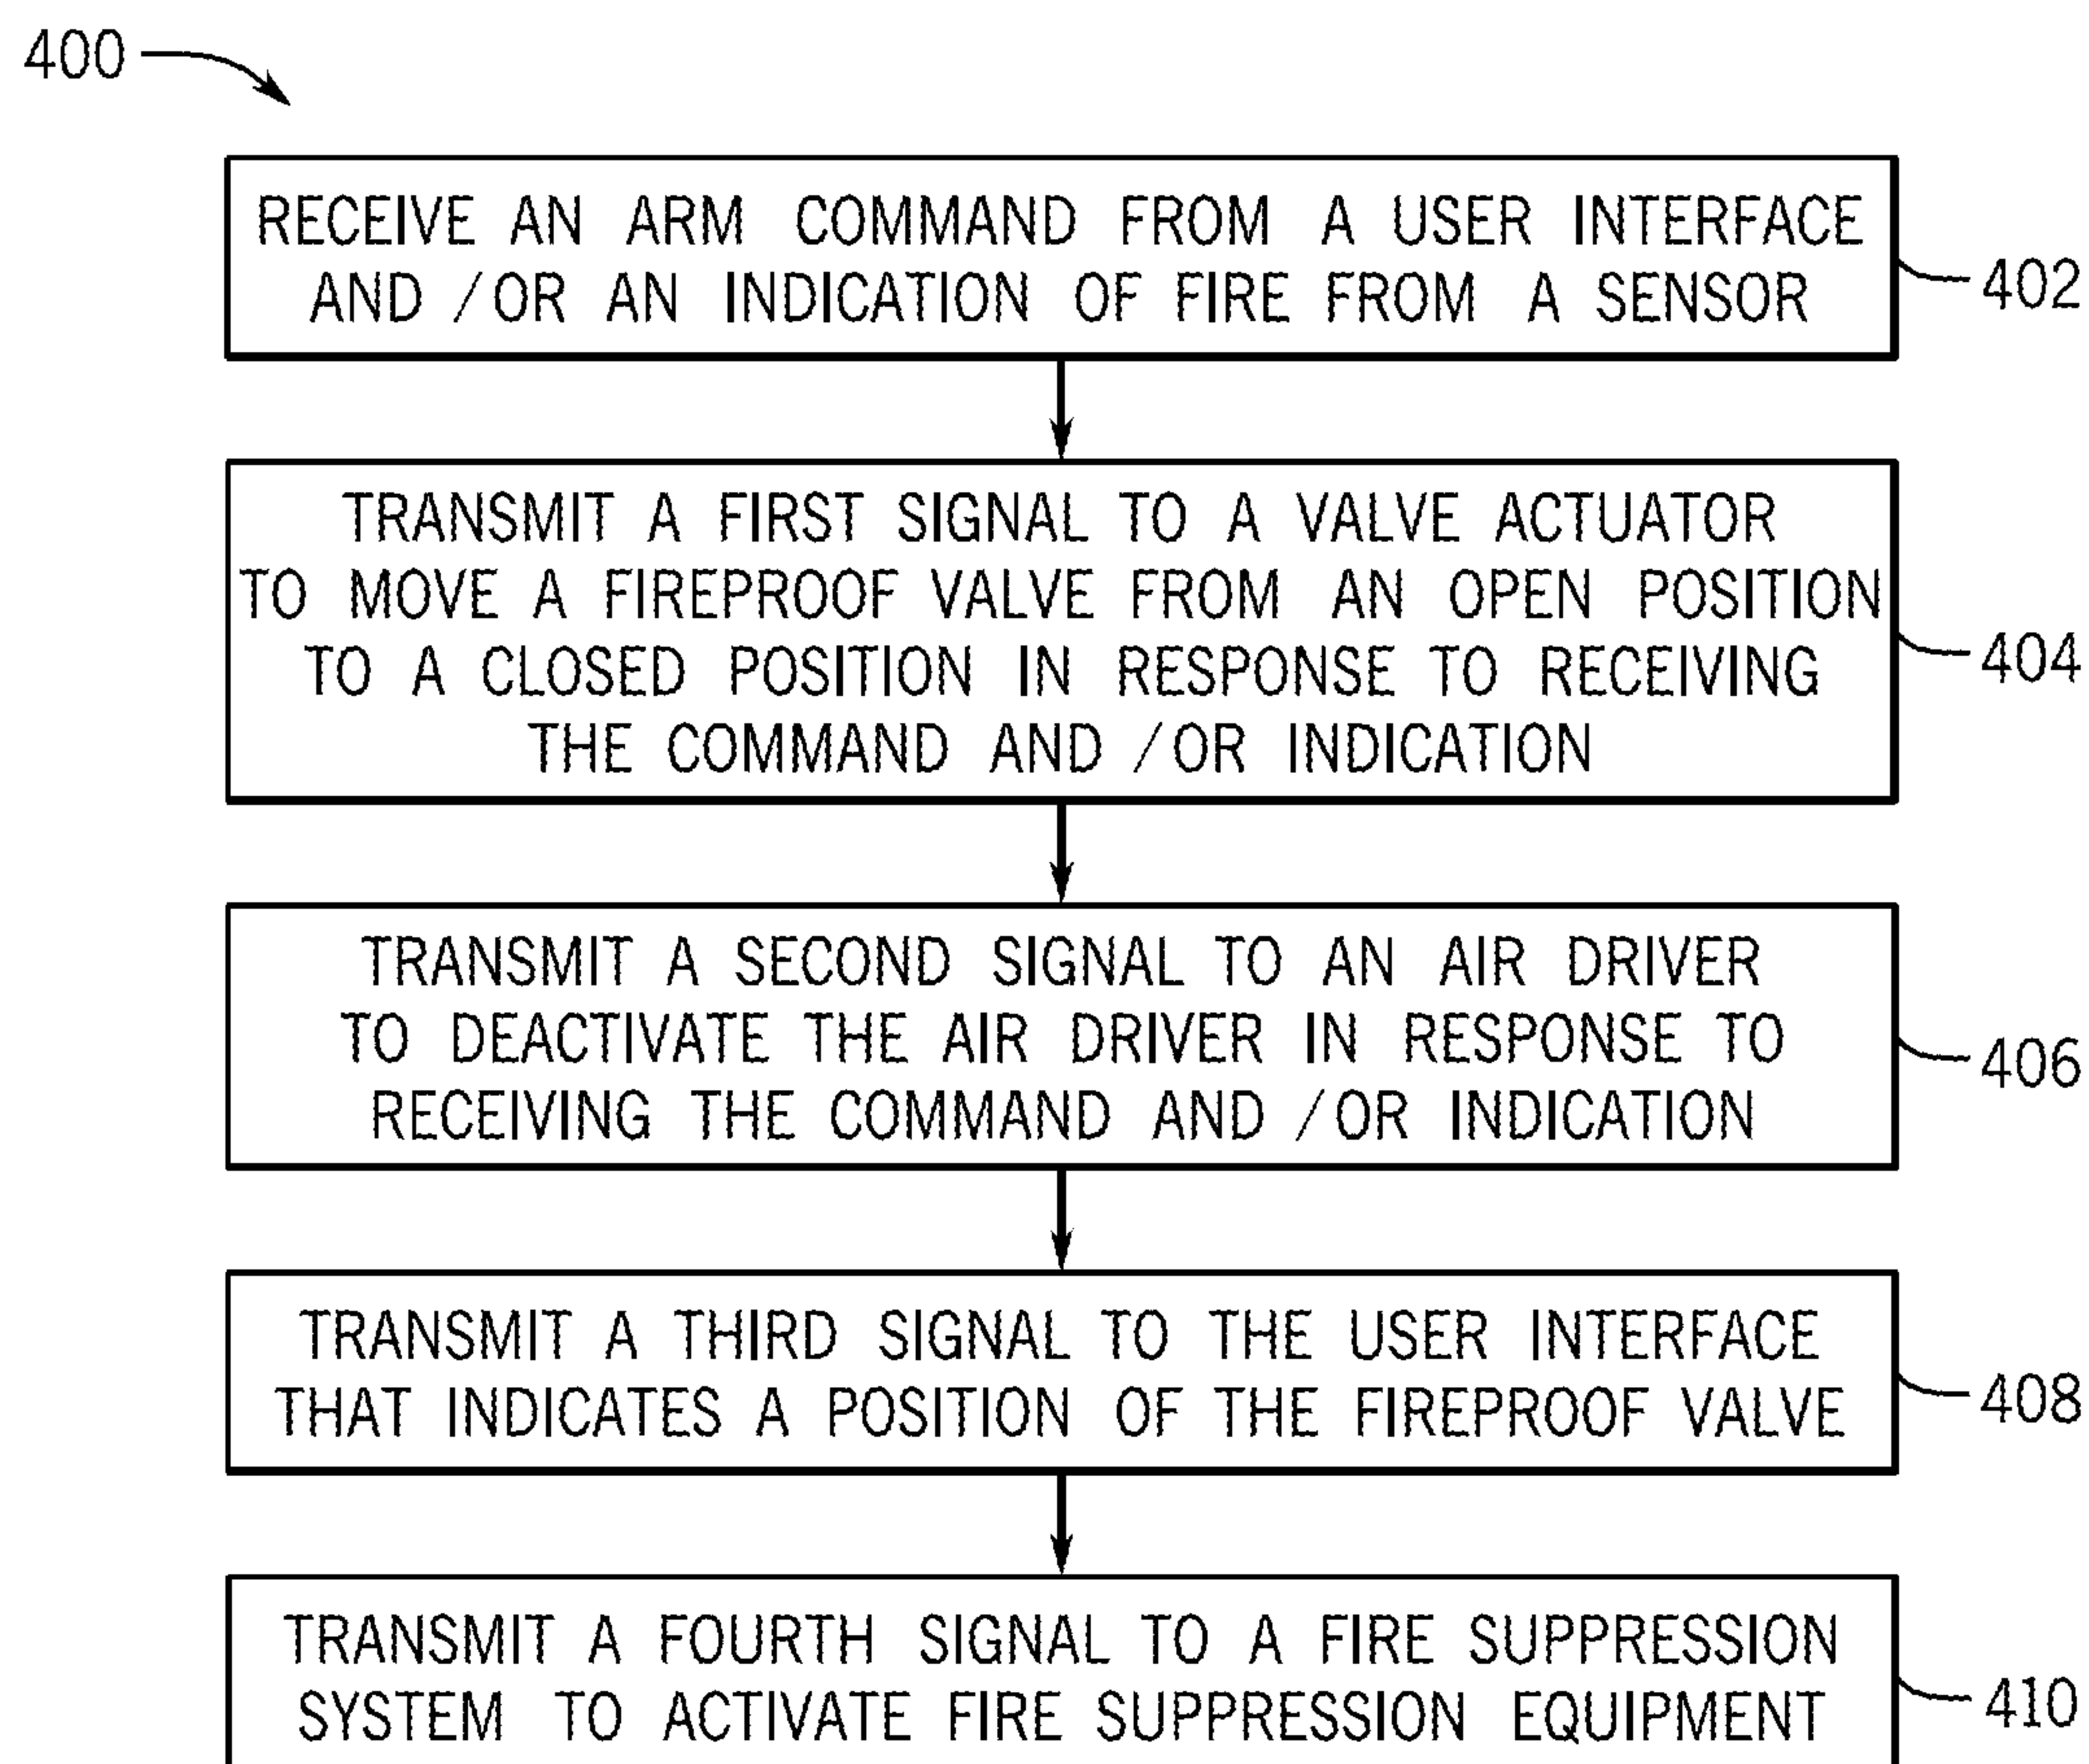 400
RECEIVE AN ARM COMMAND FROM A USER INTERFACE
AND /OR AN INDICATION OF FIRE FROM A SENSOR
402
TRANSMIT A FIRST SIGNAL TO A VALVE ACTUATOR
TO MOVE A FIREPROOF VALVE FROM AN OPEN POSITION
TO A CLOSED POSITION IN RESPONSE TO RECEIVING
THE COMMAND AND /OR INDICATION
404
TRANSMIT A SECOND SIGNAL TO AN AIR DRIVER
TO DEACTIVATE THE AIR DRIVER IN RESPONSE TO
RECEIVING THE COMMAND AND /OR INDICATION
406
TRANSMIT A THIRD SIGNAL TO THE USER INTERFACE
THAT INDICATES A POSITION OF THE FIREPROOF VALVE
408
TRANSMIT A FOURTH SIGNAL TO A FIRE SUPPRESSION
SYSTEM TO ACTIVATE FIRE SUPPRESSION EQUIPMENT
410